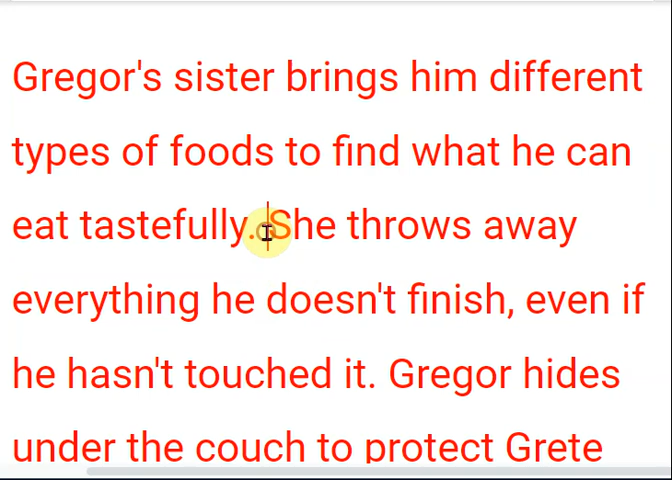 Gregor's sister brings him different
types of foods to find what he can
eat tastefully. She throws away
everything he doesn't finish, even if
he hasn't touched it. Gregor hides
under the couch to protect Grete